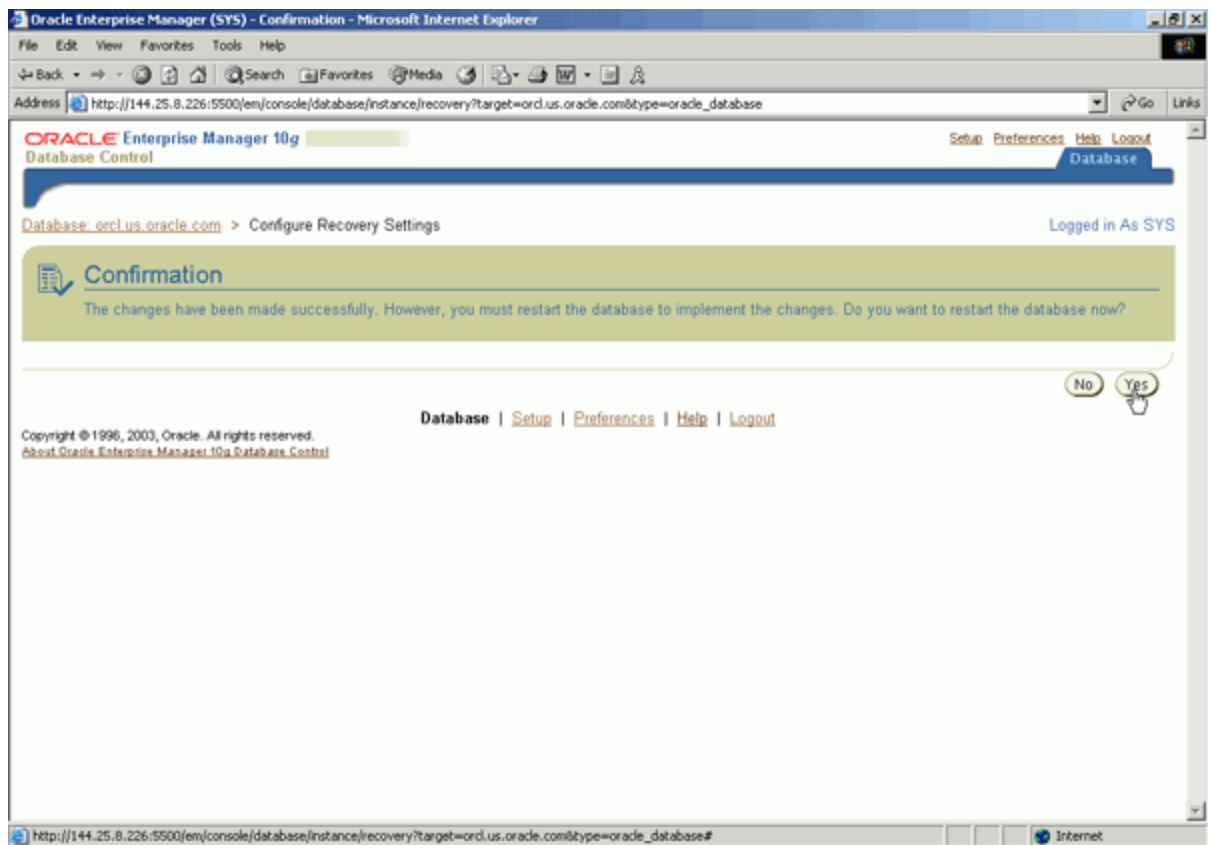 Oracle Enterprise Manager (SYS) - Confirmation - Microsoft Internet Explorer
File Edit View Favorites Tools Help
Back Search Favorites Media
Address http://144.25.8.226:5500/em/console/database/instance/recovery?target=orcl.us.oracle.com&type=oracle_database Go Links
ORACLE Enterprise Manager 10g
Database Control
Setup Preferences Help Logout
Database
Database: orcl.us.oracle.com > Configure Recovery Settings Logged in As SYS
Confirmation
The changes have been made successfully. However, you must restart the database to implement the changes. Do you want to restart the database now?
No Yes
Database | Setup | Preferences | Help | Logout
Copyright © 1996, 2003, Oracle. All rights reserved.
About Oracle Enterprise Manager 10g Database Control
http://144.25.8.226:5500/em/console/database/instance/recovery?target=orcl.us.oracle.com&type=oracle_database# Internet